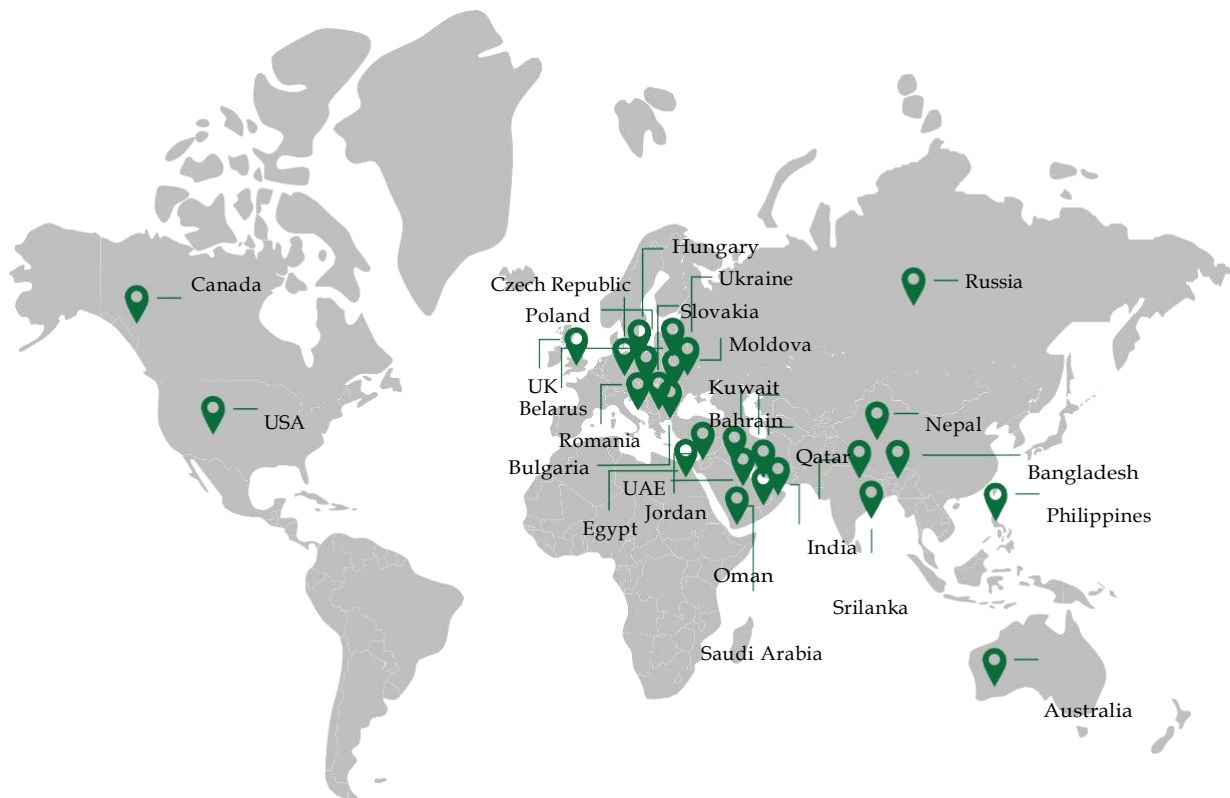 Hungary
Czech Republic
Ukraine
Russia
Canada
Poland
Slovakia
Moldova
UK
Kuwait
Belarus
USA
Bahrain
Nepal
Romania
Qatar
Bulgaria
Bangladesh
UAE
Jordan
Philippines
Egypt
India
Oman
Srilanka
Saudi Arabia
Australia